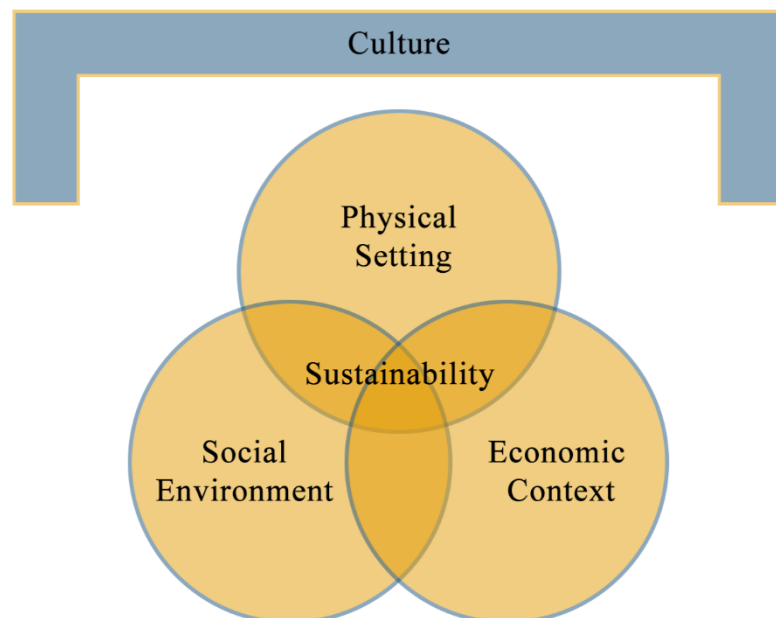 Culture
Physical
Setting
Sustainability
Social
Environment
Economic
Context